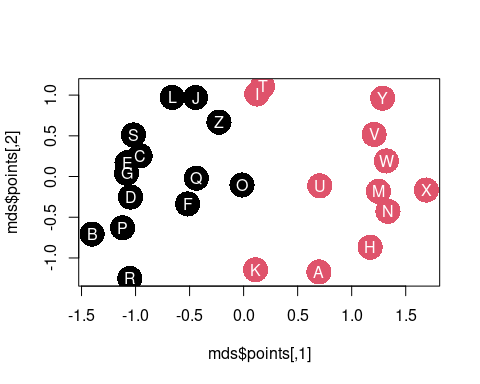 T
L J I Y
Z
S V
C
E W
G Q
O U M X
D
F N
P
B
H
K A
R
1.0
0.5
0.0
-0.5
-1.0
mds$points[,2]
-1.5 -1.0 -0.5 0.0 0.5 1.0 1.5
mds$points[,1]